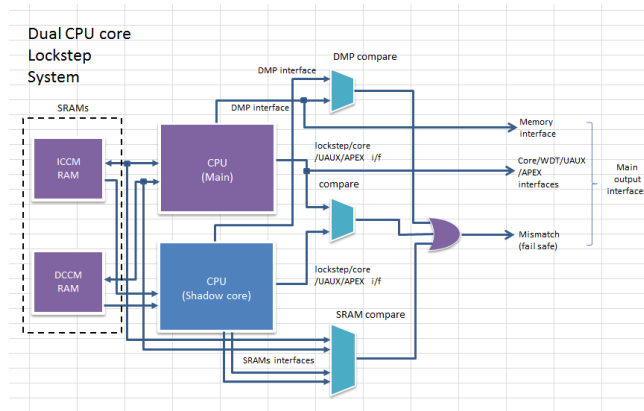 Dual CPU core
Lockstep
System
DMP compare
DMP interface
SRAMs
DMP interface
Memory
interface
ICCM
RAM
CPU
(Main)
lockstep/core
/UAUX/APEX i/f
Core/WDT/UAUX
/APEX
interfaces
Main
output
interfaces
compare
Mismatch
(fail safe)
DCCM
RAM
CPU
(Shadow core)
lockstep/core
/UAUX/APEX i/f
SRAM compare
SRAMs interfaces